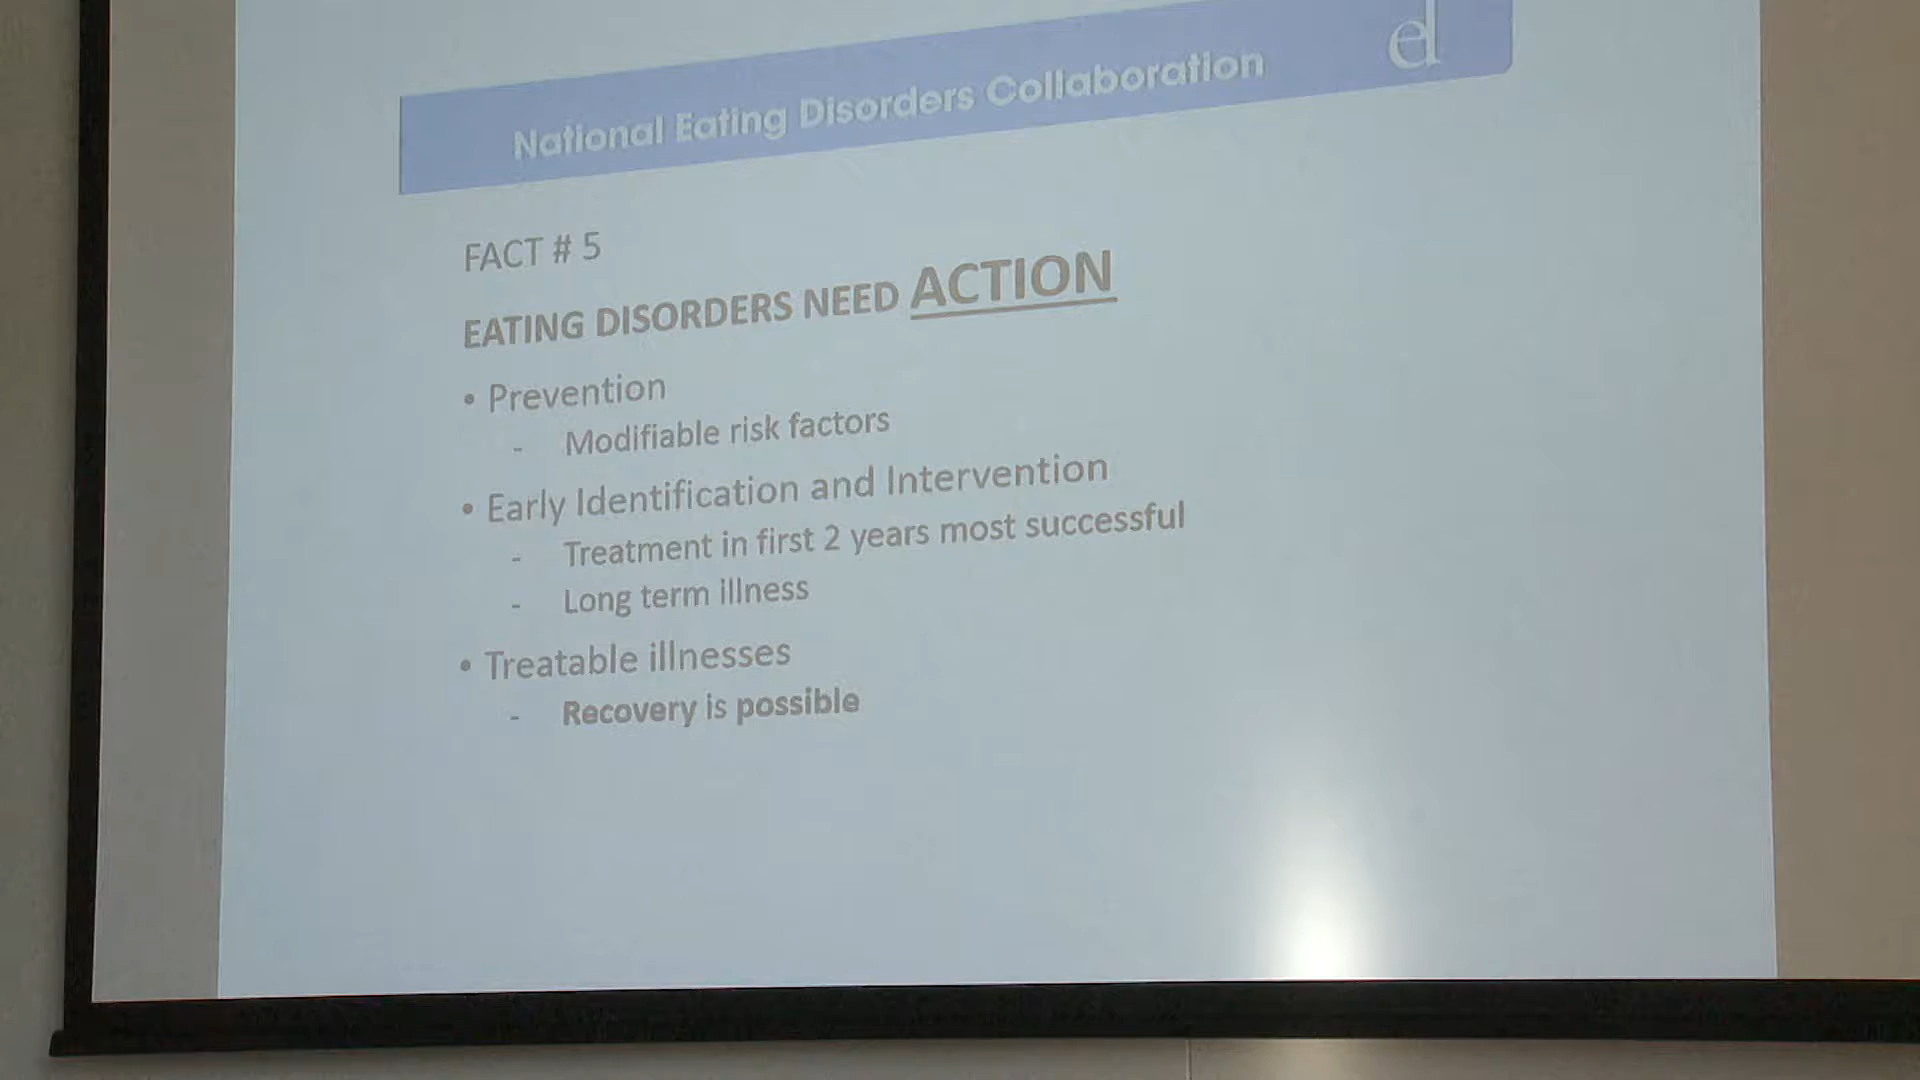 National Eating Disorders Collaboration
ed
FACT # 5
EATING DISORDERS NEED ACTION
• Prevention
- Modifiable risk factors
• Early Identification and Intervention
- Treatment in first 2 years most successful
- Long term illness
• Treatable illnesses
- Recovery is possible